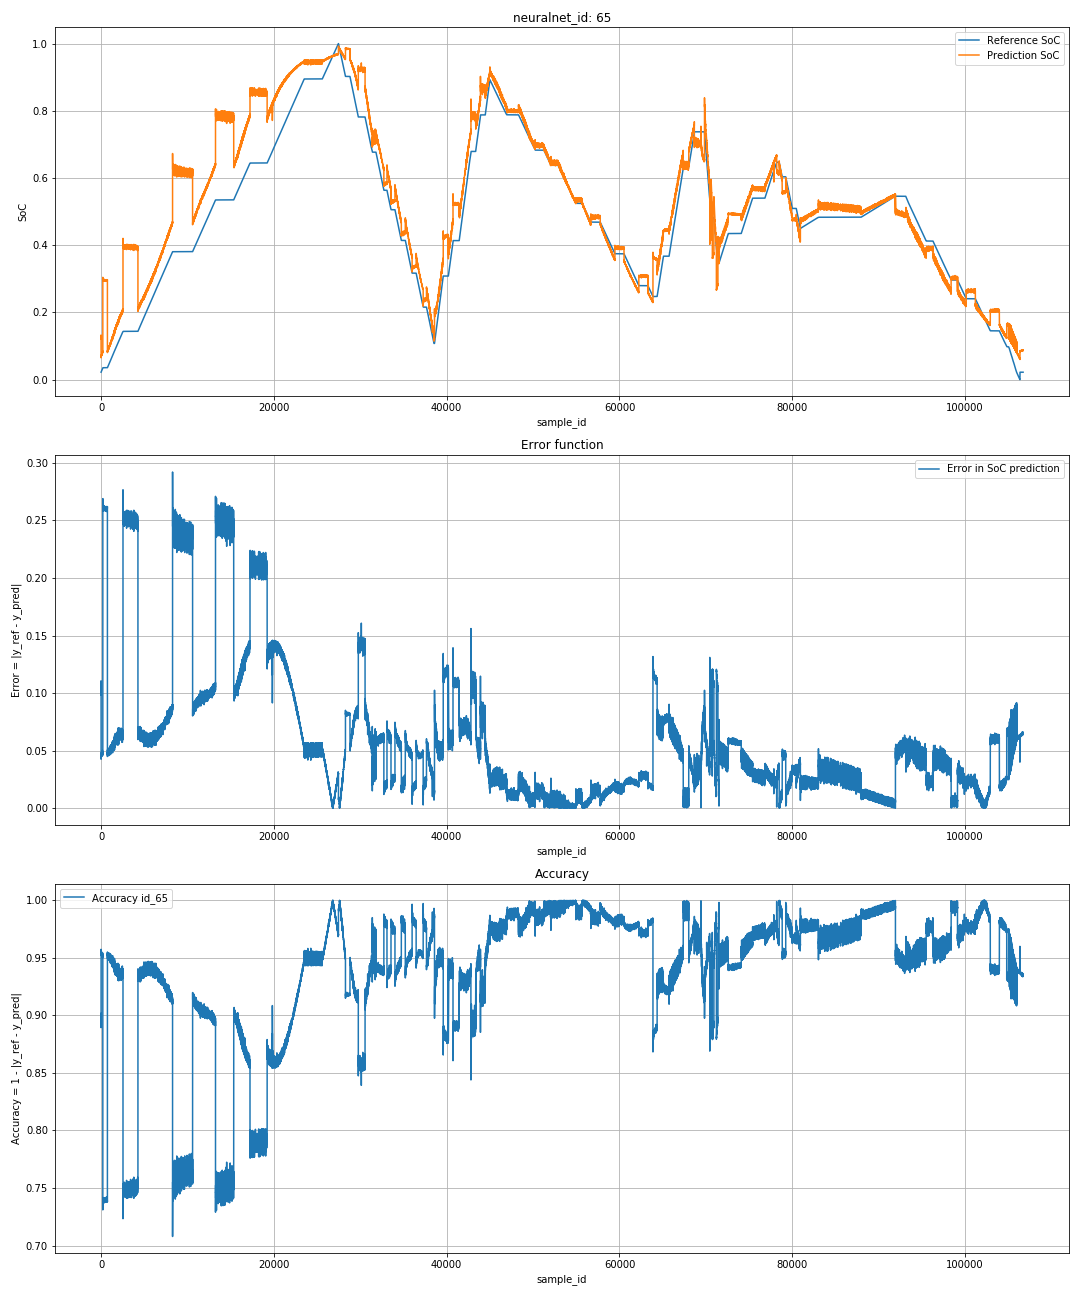 neuralnet_id: 65
Reference SoC
Prediction SoC
1.0
0.8
0.6
0.4
0.2
0.0
SoC
0 20000 40000 60000 80000 100000
sample_id
Error function
Error in SoC prediction
0.30
0.25
0.20
0.15
0.10
0.05
0.00
Error = |y_ref - y_pred|
0 20000 40000 60000 80000 100000
sample_id
Accuracy
Accuracy id_65
1.00
0.95
0.90
0.85
0.80
0.75
0.70
Accuracy = 1 - |y_ref - y_pred|
0 20000 40000 60000 80000 100000
sample_id